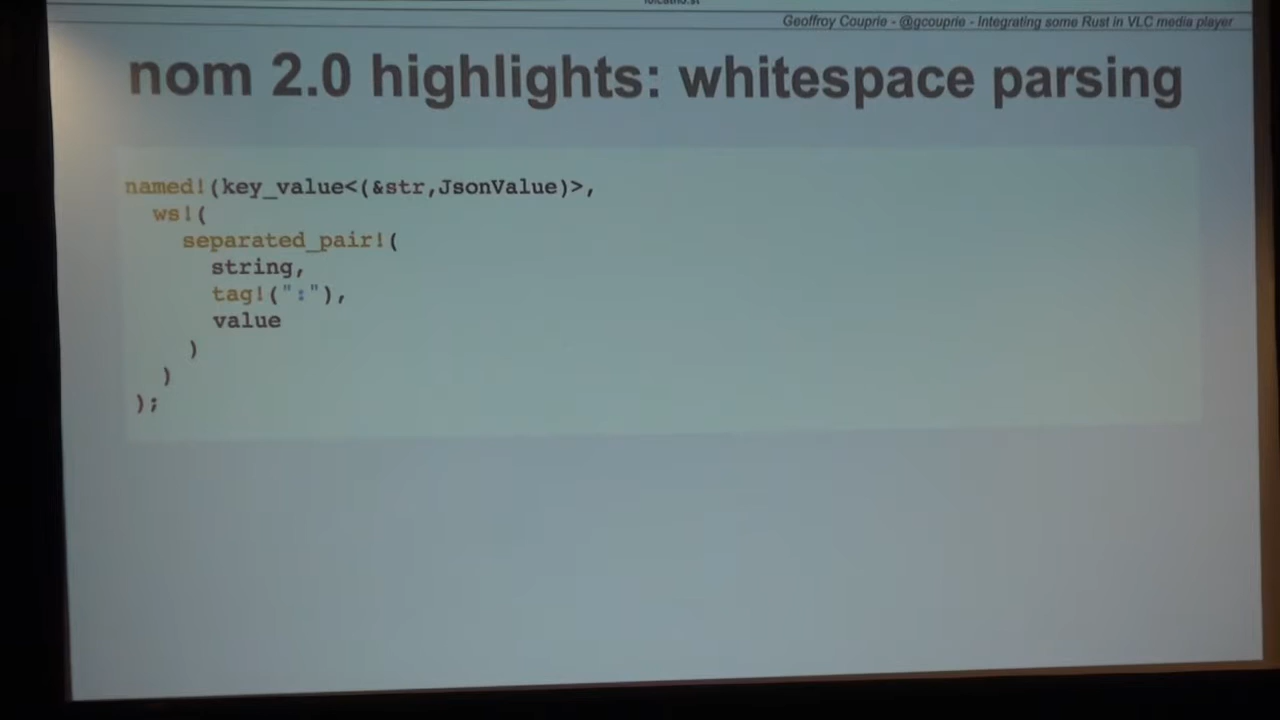 Geoffroy Couprie - @gcouprie - Integrating some Rust in VLC media player
nom 2.0 highlights: whitespace parsing
named!(key_value<(&str,JsonValue)>,
ws!(
separated_pair!(
string,
tag!(":"),
value
)
)
);